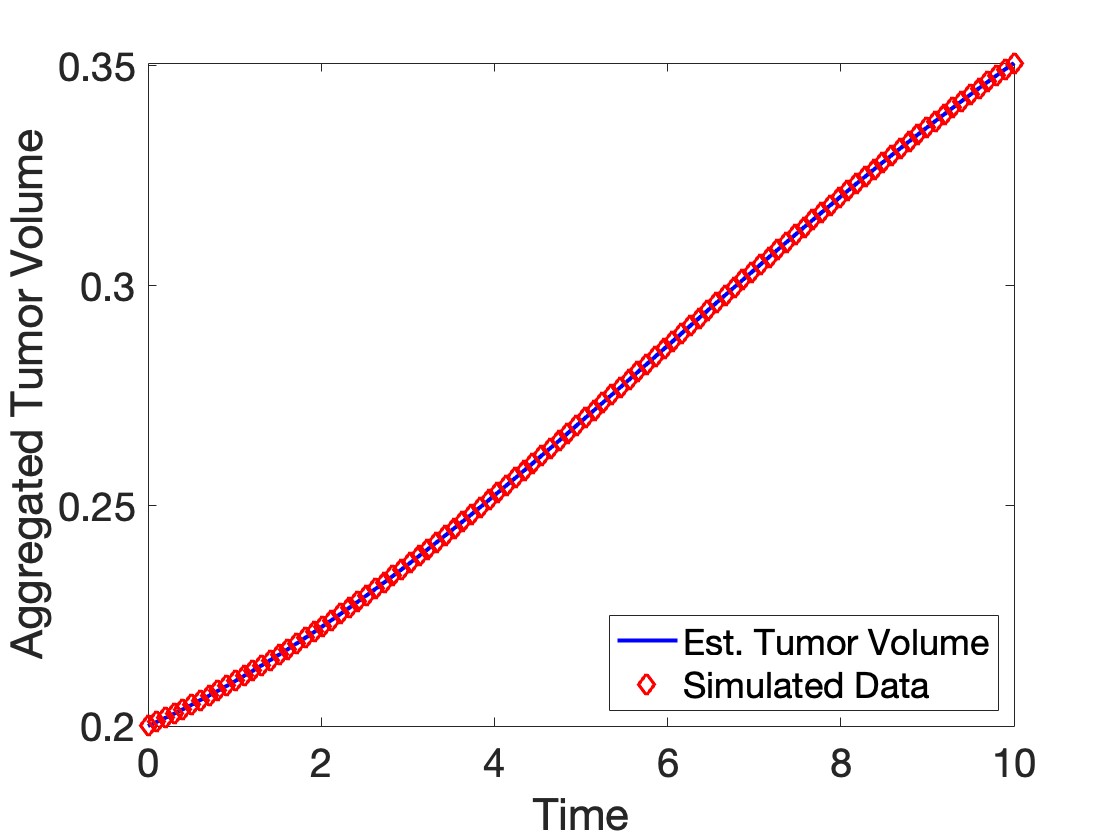 0.35
0.3
0.25
0.2
Aggregated Tumor Volume
0 2 4 6 8 10
Time
Est. Tumor Volume
Simulated Data